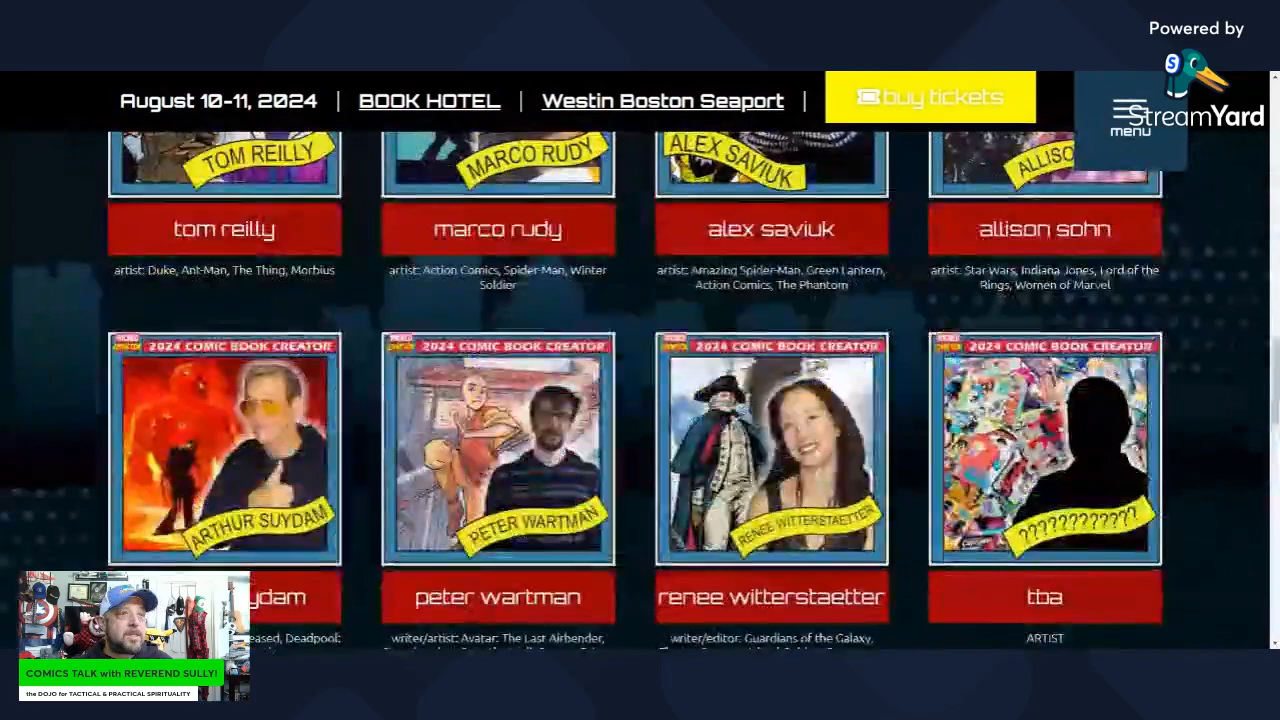 Powered by
StreamYard
August 10-11, 2024 | BOOK HOTEL | Westin Boston Seaport |
buy tickets
menu
TOM REILLY
MARCO RUDY
ALEX SAVIUK
ALLISO
tom reilly
marco rudy
alex saviuk
allison sohn
artist: Duke, Ant-Man, The Thing, Morbius
artist: Action Comics, Spider-Man, Winter
Soldier
artist: Amazing Spider-Man, Green Lantern,
Action Comics, The Phantom
artist: Star Wars, Indiana Jones, Lord of the
Rings, Women of Marvel
2024 COMIC BOOK CREATOR
2024 COMIC BOOK CREATOR
2024 COMIC BOOK CREATOR
2024 COMIC BOOK CREATOR
ARTHUR SUYDAM
PETER WARTMAN
RENEE WITTERSTAETTER
???????????
ydam
peter wartman
renee witterstaetter
tba
eased, Deadpool:
writer/artist: Avatar: The Last Airbender,
writer/editor: Guardians of the Galaxy,
ARTIST
COMICS TALK with REVEREND SULLY!
the DOJO for TACTICAL & PRACTICAL SPIRITUALITY